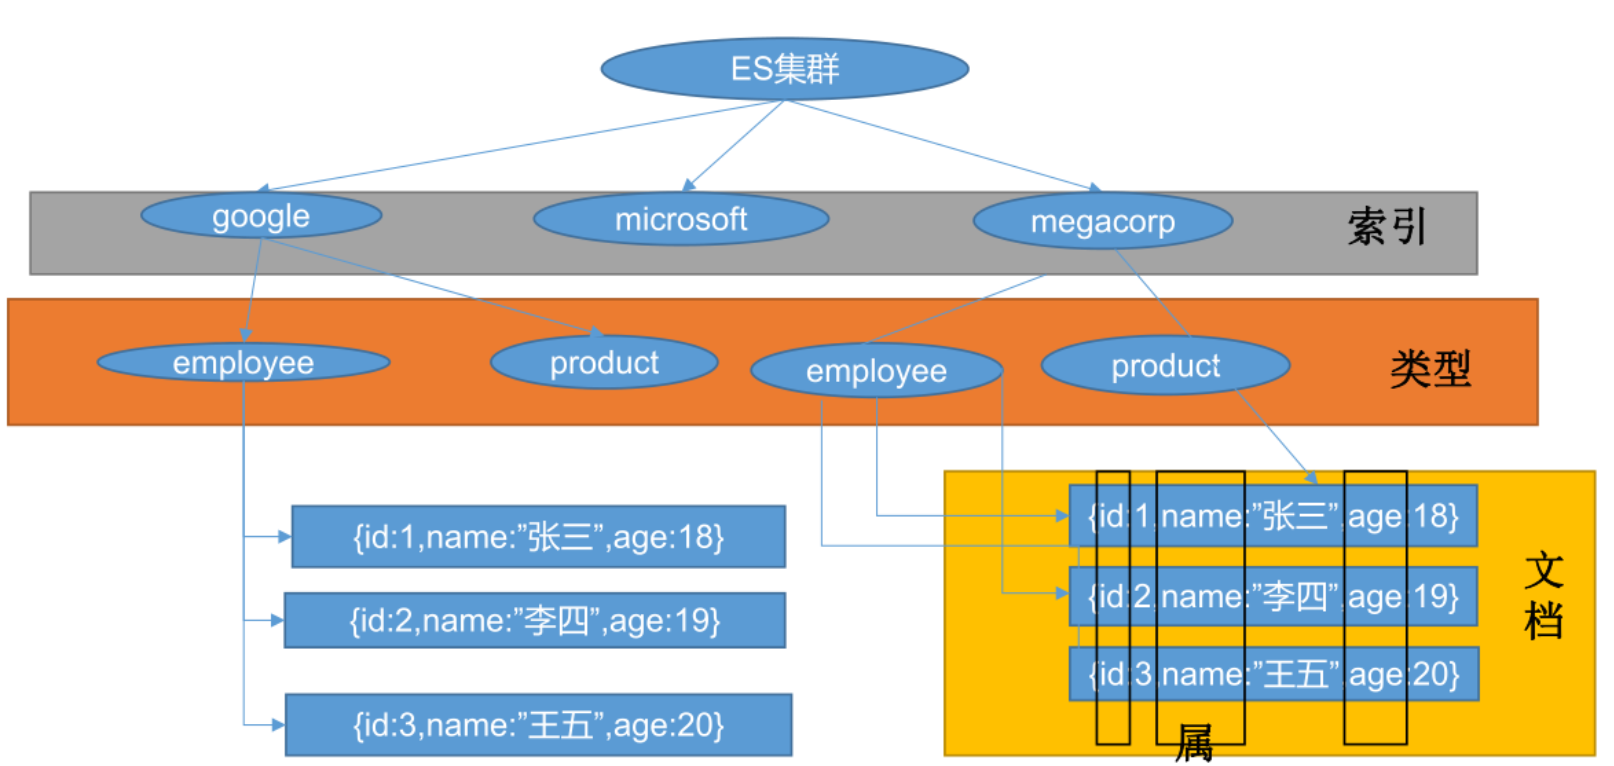 ES集群
google
microsoft
megacorp
索引
employee
product
employee
product
类型
{id:1,name:”张三”,age:18}
{id:2,name:”李四”,age:19}
{id:3,name:”王五”,age:20}
{id:1,name:”张三”,age:18}
{id:2,name:”李四”,age:19}
{id:3,name:”王五”,age:20}
文
档
属